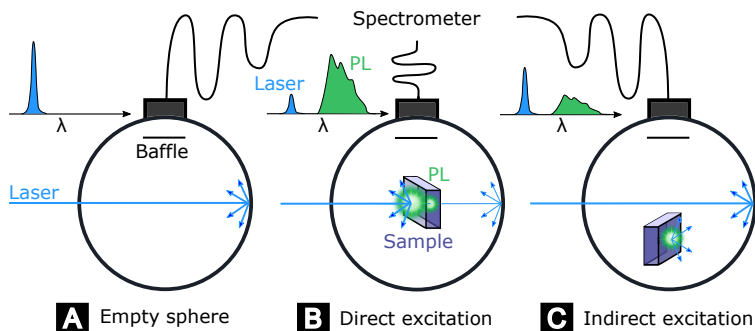 Spectrometer
λ
Baffle
Laser
A Empty sphere
Laser
PL
λ
PL
Sample
B Direct excitation
λ
C Indirect excitation